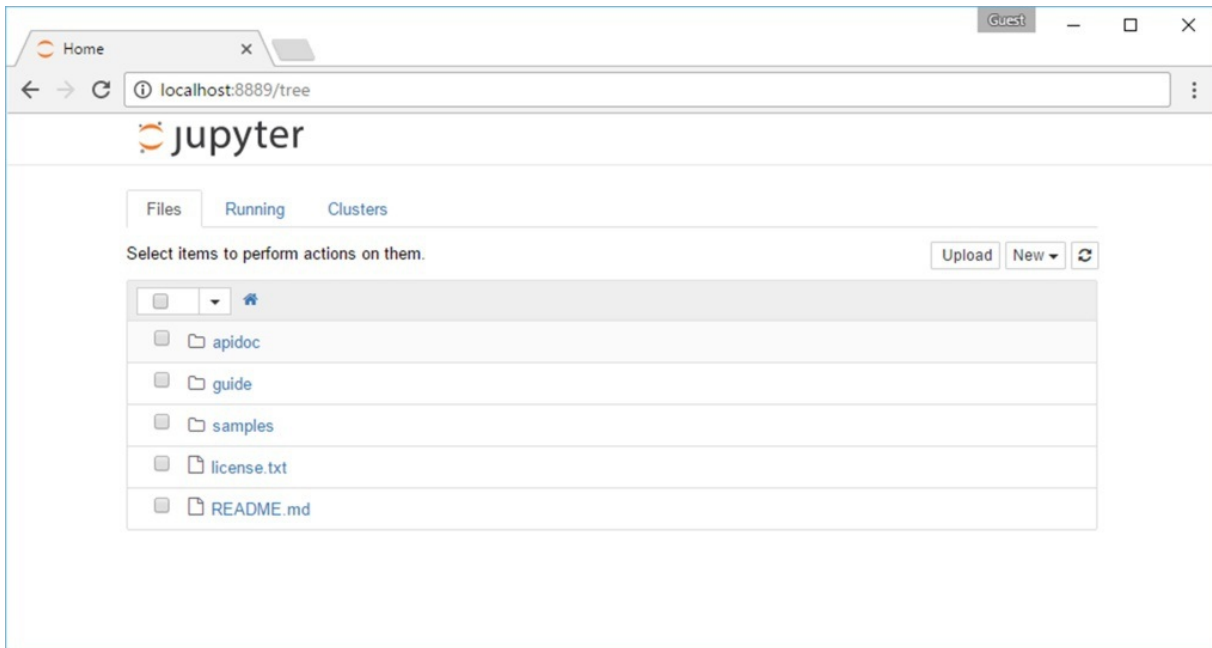 Guest
Home
localhost:8889/tree
jupyter
Files Running Clusters
Select items to perform actions on them.
Upload New
apidoc
guide
samples
license.txt
README.md